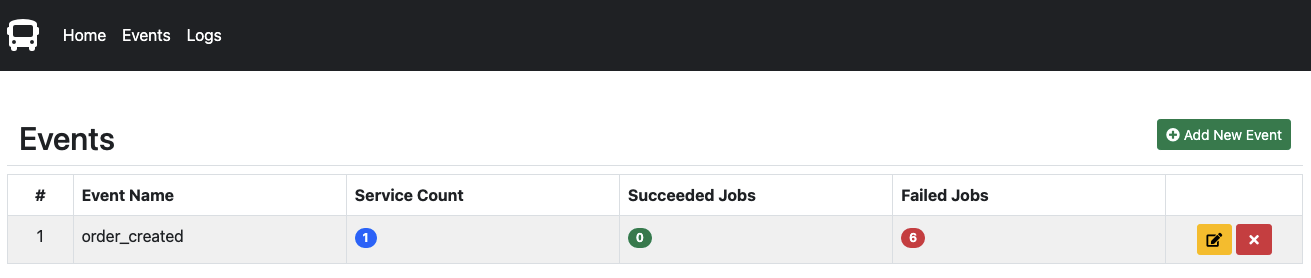 Home Events Logs
Events
Add New Event
# Event Name Service Count Succeeded Jobs Failed Jobs
1 order_created 1 0 6